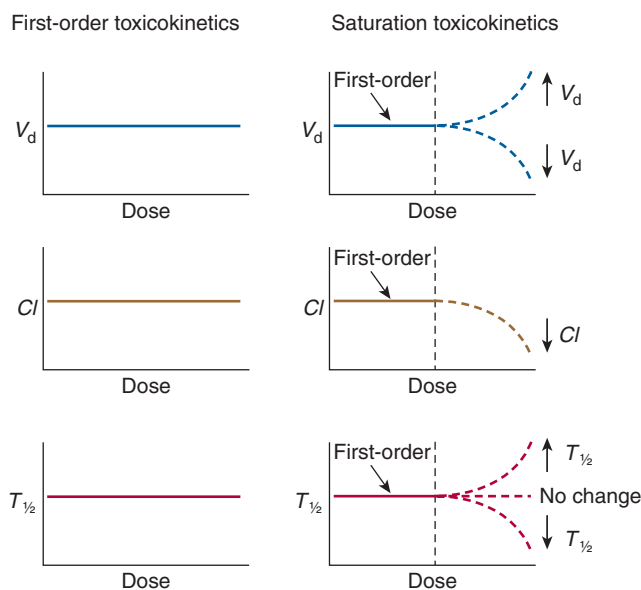 First-order toxicokinetics
Saturation toxicokinetics
Vd
Dose
First-order
Vd
Vd
Vd
Dose
Cl
Dose
First-order
Cl
Cl
Dose
T½
Dose
First-order
T½
T½
No change
T½
Dose